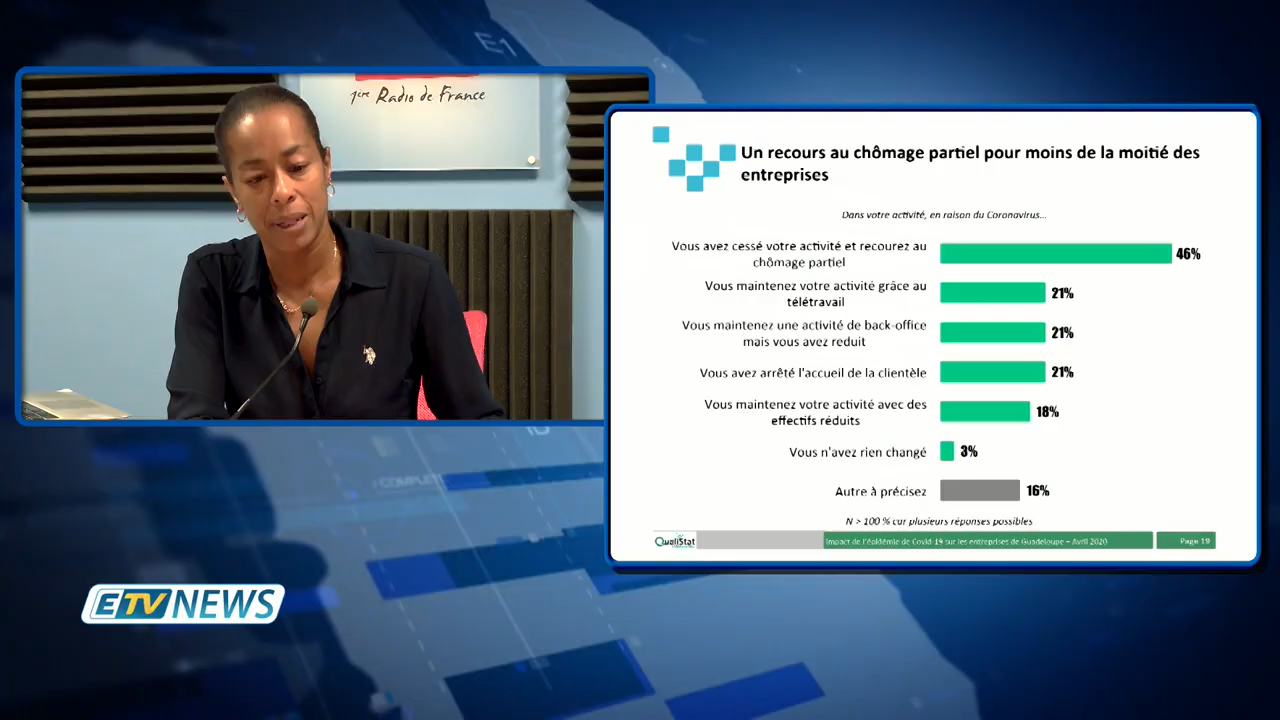 E1
1ère Radio de France
Un recours au chômage partiel pour moins de la moitié des
entreprises
Dans votre activité, en raison du Coronavirus...
Vous avez cessé votre activité et recourez au
chômage partiel
46%
Vous maintenez votre activité grâce au
télétravail
21%
Vous maintenez une activité de back-office
mais vous avez reduit
21%
Vous avez arrêté l'accueil de la clientèle
21%
Vous maintenez votre activité avec des
effectifs réduits
18%
Vous n'avez rien changé
3%
Autre à précisez
16%
N > 100 % car plusieurs réponses possibles
QualiStat
Impact de l'épidémie de Covid-19 sur les entreprises de Guadeloupe – Avril 2020
Page 19
ETV NEWS